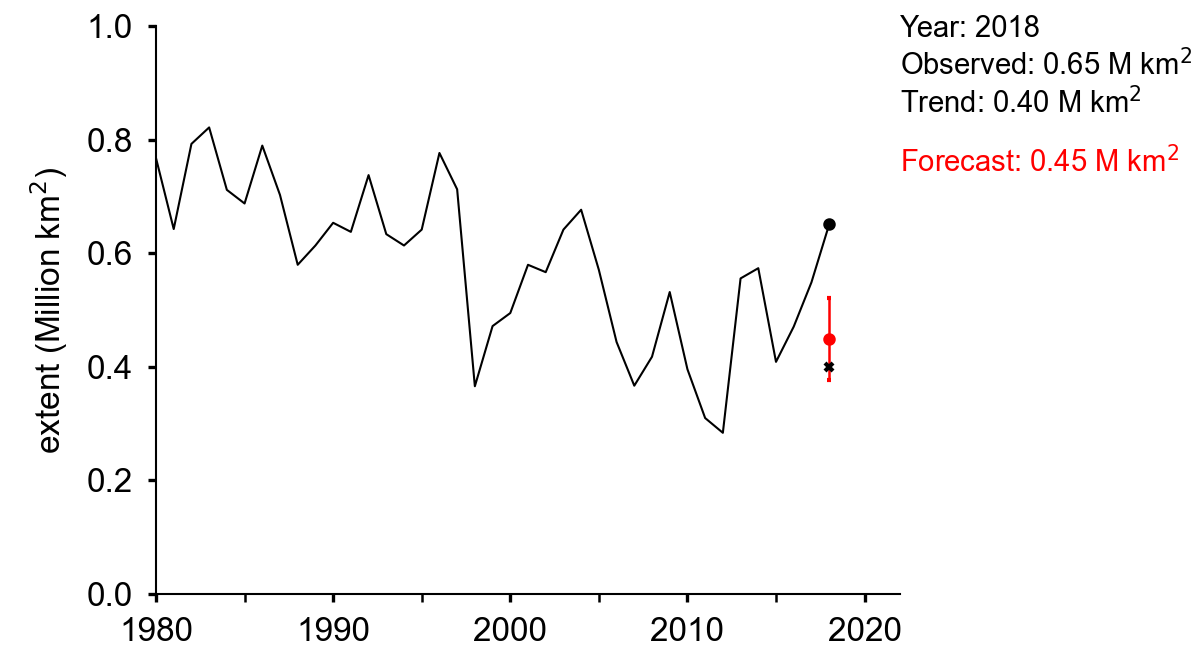 Year: 2018
Observed: 0.65 M km²
Trend: 0.40 M km²
Forecast: 0.45 M km²
extent (Million km²)
1.0
0.8
0.6
0.4
0.2
0.0
1980 1990 2000 2010 2020